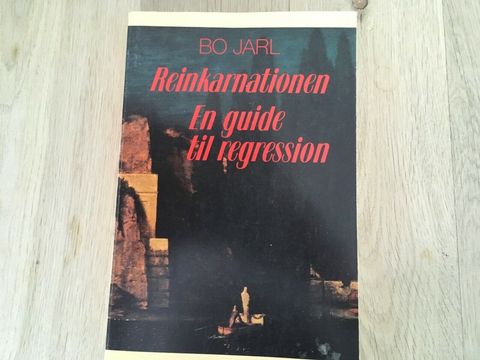 BO JARL
Reinkarnationen
En guide
til regression